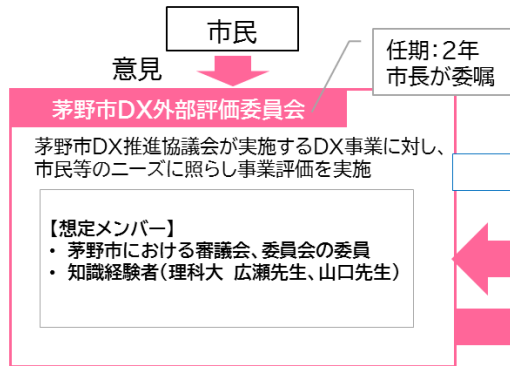 市民
意見
任期：2年
市長が委嘱
茅野市DX外部評価委員会
茅野市DX推進協議会が実施するDX事業に対し、
市民等のニーズに照らし事業評価を実施
【想定メンバー】
・ 茅野市における審議会、委員会の委員
・ 知識経験者（理科大 広瀬先生、山口先生）